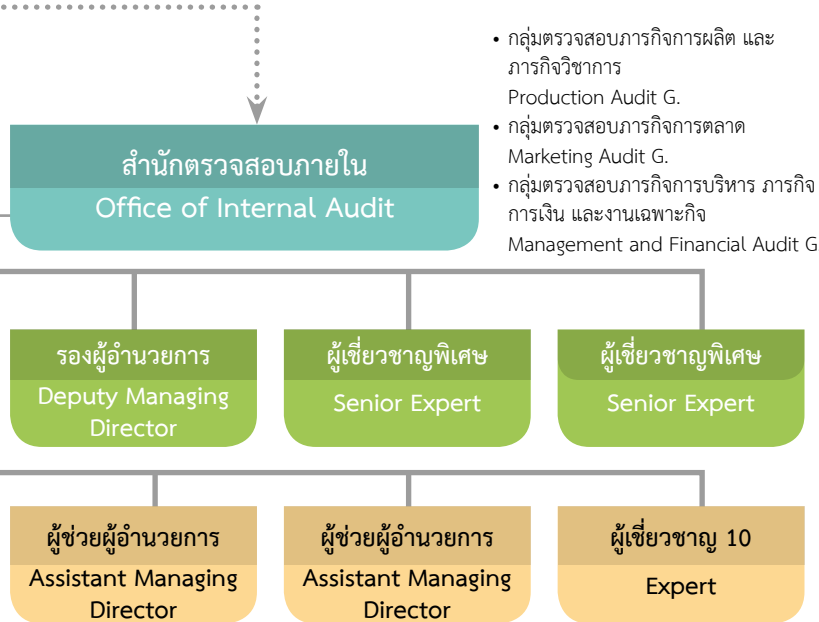 • กลุ่มตรวจสอบภารกิจการผลิต และ
ภารกิจวิชาการ
Production Audit G.
• กลุ่มตรวจสอบภารกิจการตลาด
Marketing Audit G.
• กลุ่มตรวจสอบภารกิจการบริหาร ภารกิจ
การเงิน และงานเฉพาะกิจ
Management and Financial Audit G
สำนักตรวจสอบภายใน
Office of Internal Audit
รองผู้อำนวยการ
Deputy Managing
Director
ผู้เชี่ยวชาญพิเศษ
Senior Expert
ผู้เชี่ยวชาญพิเศษ
Senior Expert
ผู้ช่วยผู้อำนวยการ
Assistant Managing
Director
ผู้ช่วยผู้อำนวยการ
Assistant Managing
Director
ผู้เชี่ยวชาญ 10
Expert